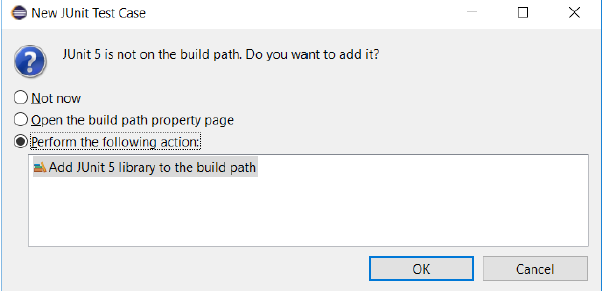 New JUnit Test Case
JUnit 5 is not on the build path. Do you want to add it?
Not now
Open the build path property page
Perform the following action:
Add JUnit 5 library to the build path
OK
Cancel